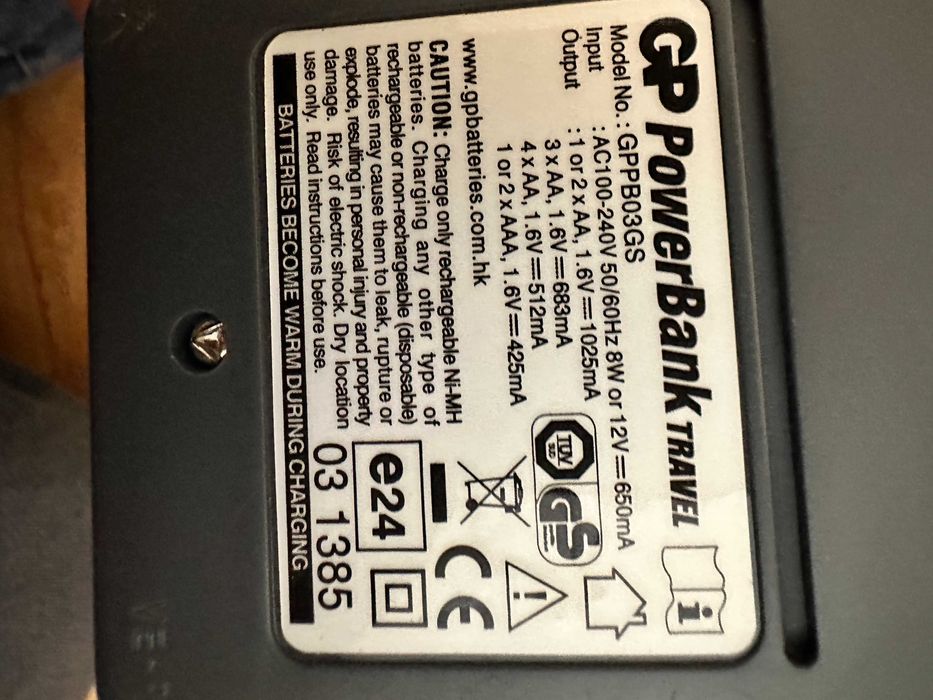 GP PowerBank TRAVEL
Model No.: GPPB03GS
Input : AC100-240V 50/60Hz 8W or 12V⎓650mA
Output : 1 or 2 x AA, 1.6V⎓1025mA
3 x AA, 1.6V⎓683mA
4 x AA, 1.6V⎓512mA
1 or 2 x AAA, 1.6V⎓425mA
www.gpbatteries.com.hk
CAUTION: Charge only rechargeable Ni-MH
batteries. Charging any other type of
rechargeable or non-rechargeable (disposable)
batteries may cause them to leak, rupture or
explode, resulting in personal injury and property
damage. Risk of electric shock. Dry location
use only. Read instructions before use.
i
TÜV
GS
!
CE
e24
03 1385
BATTERIES BECOME WARM DURING CHARGING